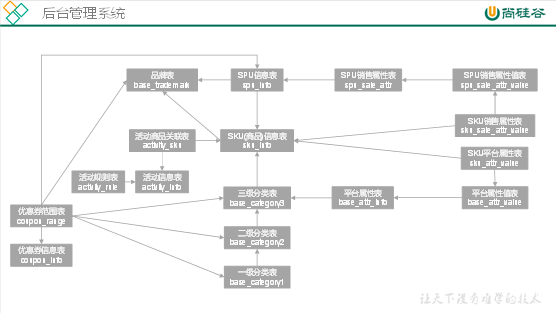 后台管理系统
尚硅谷
品牌表
base_trademark
SPU信息表
spu_info
SPU销售属性表
spu_sale_attr
SPU销售属性值表
spu_sale_attr_value
活动商品关联表
activity_sku
SKU(商品)信息表
sku_info
SKU销售属性表
sku_sale_attr_value
SKU平台属性表
sku_attr_value
活动规则表
activity_rule
活动信息表
activity_info
三级分类表
base_category3
平台属性表
base_attr_info
平台属性值表
base_attr_value
优惠券范围表
coupon_range
二级分类表
base_category2
优惠券信息表
coupon_info
一级分类表
base_category1
让天下没有难学的技术